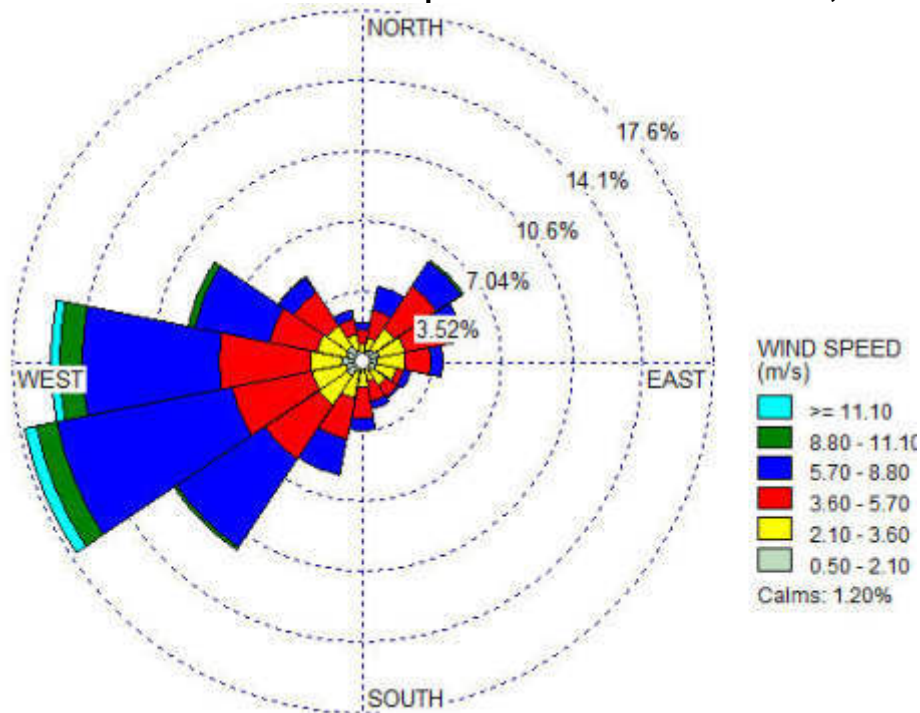 NORTH
17.6%
14.1%
10.6%
7.04%
3.52%
WEST
EAST
SOUTH
WIND SPEED
(m/s)
>= 11.10
8.80 - 11.10
5.70 - 8.80
3.60 - 5.70
2.10 - 3.60
0.50 - 2.10
Calms: 1.20%